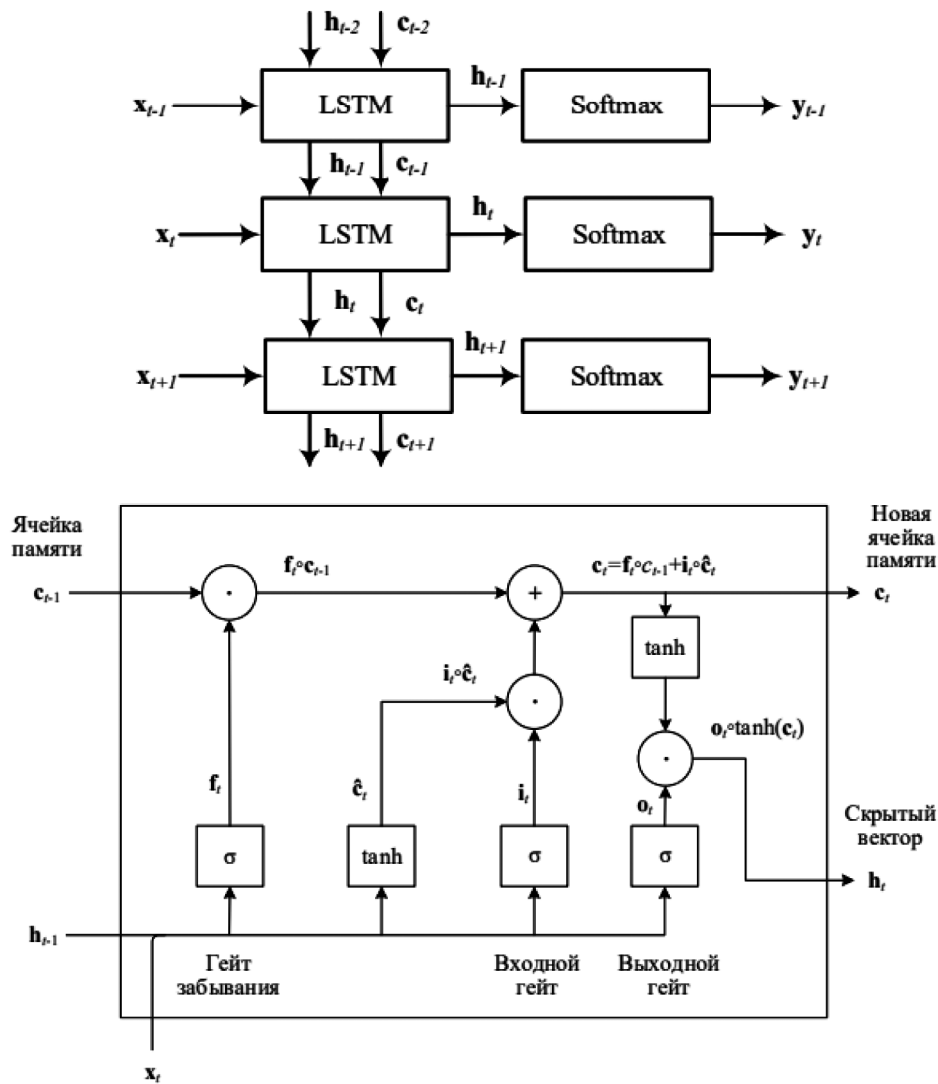 h_{t-2} c_{t-2}
x_{t-1} LSTM h_{t-1} Softmax y_{t-1}
h_{t-1} c_{t-1}
x_t LSTM h_t Softmax y_t
h_t c_t
x_{t+1} LSTM h_{t+1} Softmax y_{t+1}
h_{t+1} c_{t+1}
Ячейка
памяти
c_{t-1}
f_t∘c_{t-1}
c_t=f_t∘c_{t-1}+i_t∘ĉ_t
Новая
ячейка
памяти
c_t
· +
tanh
i_t∘ĉ_t
·
o_t∘tanh(c_t)
·
f_t ĉ_t i_t o_t
σ tanh σ σ
Скрытый
вектор
h_t
h_{t-1}
Гейт
забывания
Входной
гейт
Выходной
гейт
x_t